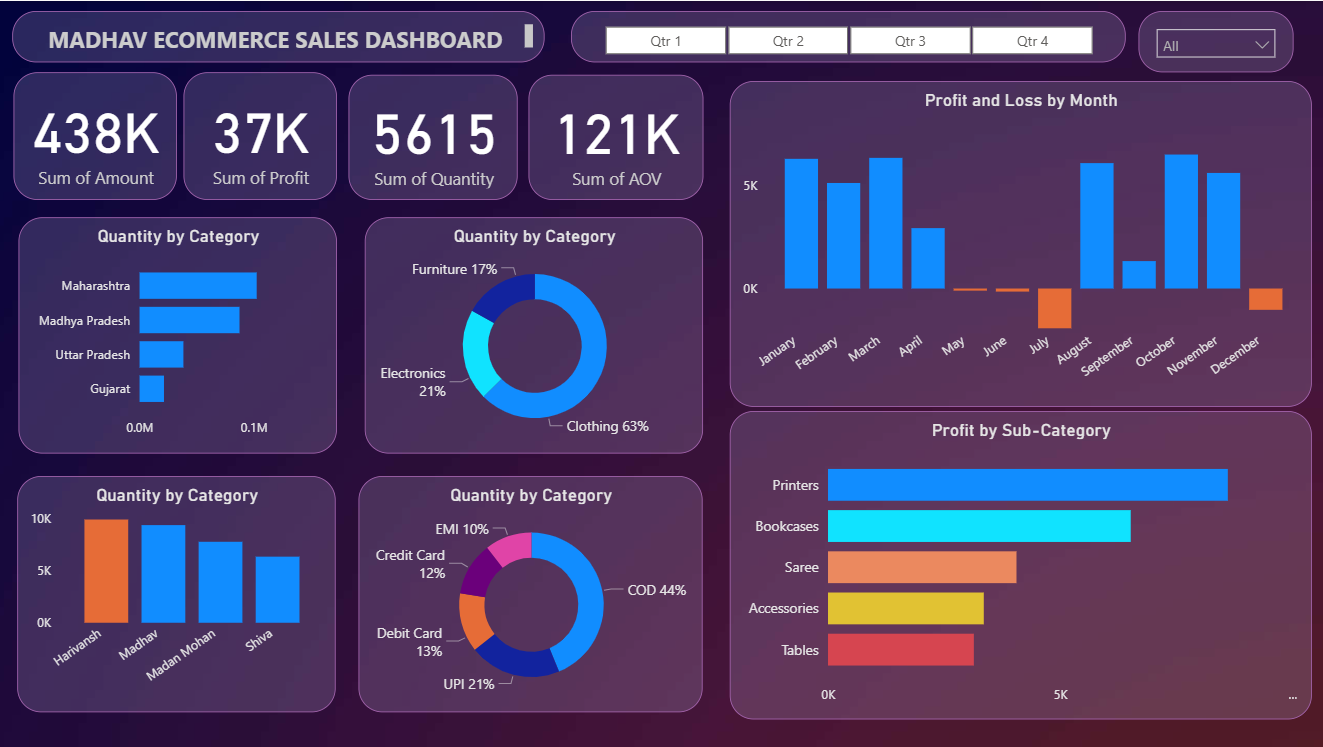 MADHAV ECOMMERCE SALES DASHBOARD
Qtr 1
Qtr 2
Qtr 3
Qtr 4
All
438K
Sum of Amount
37K
Sum of Profit
5615
Sum of Quantity
121K
Sum of AOV
Profit and Loss by Month
5K
0K
January
February
March
April
May
June
July
August
September
October
November
December
Quantity by Category
Maharashtra
Madhya Pradesh
Uttar Pradesh
Gujarat
0.0M
0.1M
Quantity by Category
Furniture 17%
Electronics
21%
Clothing 63%
Quantity by Category
10K
5K
0K
Harivansh
Madhav
Madan Mohan
Shiva
Quantity by Category
EMI 10%
Credit Card
12%
COD 44%
Debit Card
13%
UPI 21%
Profit by Sub-Category
Printers
Bookcases
Saree
Accessories
Tables
0K
5K
...